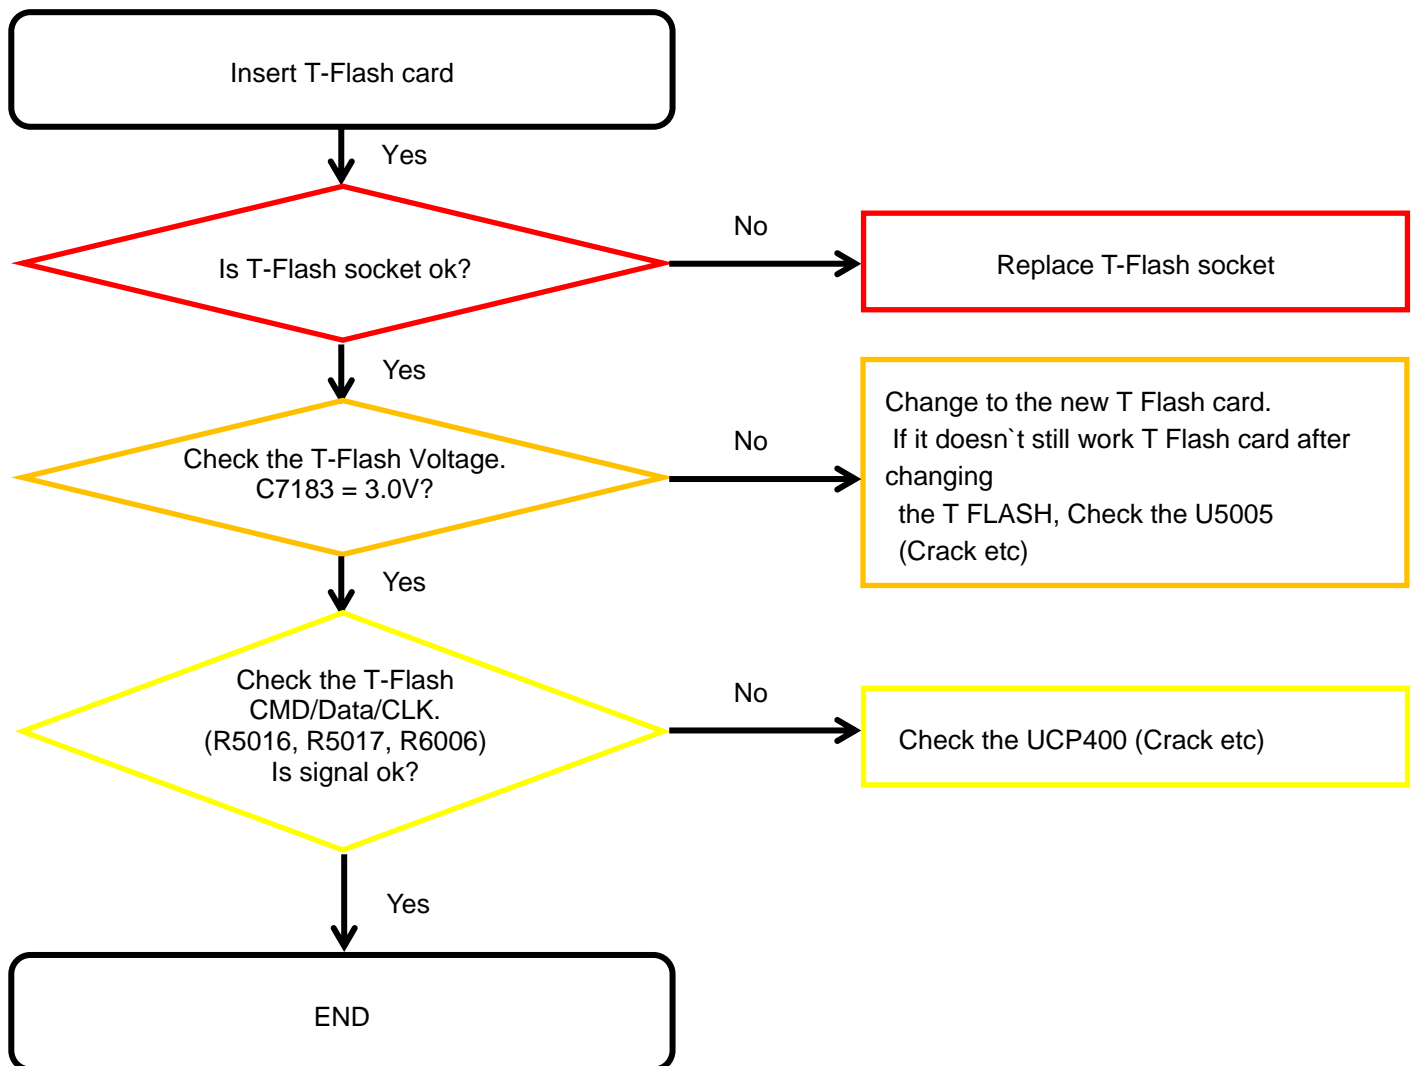 Insert T-Flash card
Yes
Is T-Flash socket ok?
No
Replace T-Flash socket
Yes
Check the T-Flash Voltage.
C7183 = 3.0V?
No
Change to the new T Flash card.
If it doesn`t still work T Flash card after
changing
the T FLASH, Check the U5005
(Crack etc)
Yes
Check the T-Flash
CMD/Data/CLK.
(R5016, R5017, R6006)
Is signal ok?
No
Check the UCP400 (Crack etc)
Yes
END